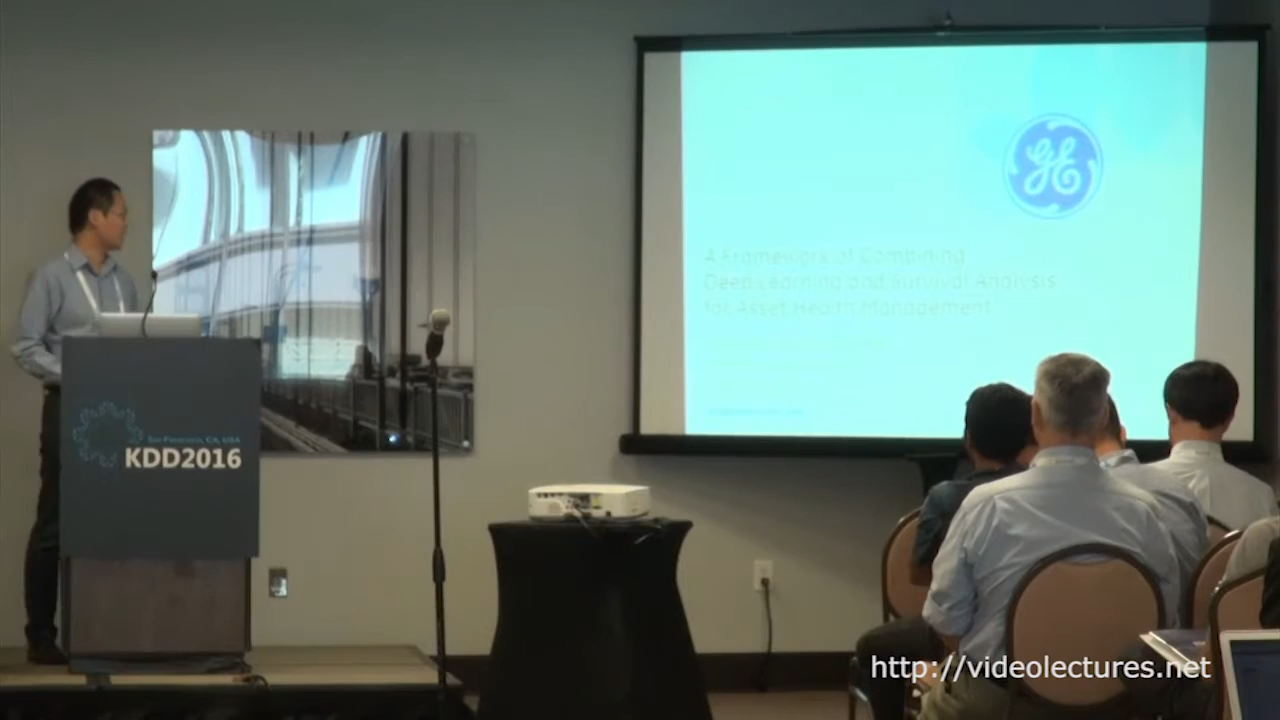 GE
A Framework of Combining
Deep Learning and Survival Analysis
for Asset Health Management
San Francisco, CA, USA
KDD2016
http://videolectures.net